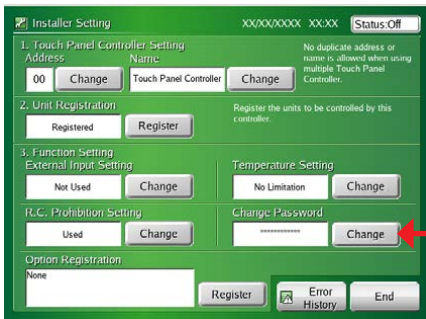 Installer Setting
XX/XX/XXXX XX:XX
Status:Off
1. Touch Panel Controller Setting
Address
Name
00
Change
Touch Panel Controller
Change
No duplicate address or
name is allowed when using
multiple Touch Panel
Controller.
2. Unit Registration
Registered
Register
Register the units to be controlled by this
controller.
3. Function Setting
External Input Setting
Not Used
Change
Temperature Setting
No Limitation
Change
R.C. Prohibition Setting
Used
Change
Change Password
************
Change
Option Registration
None
Register
Error
History
End